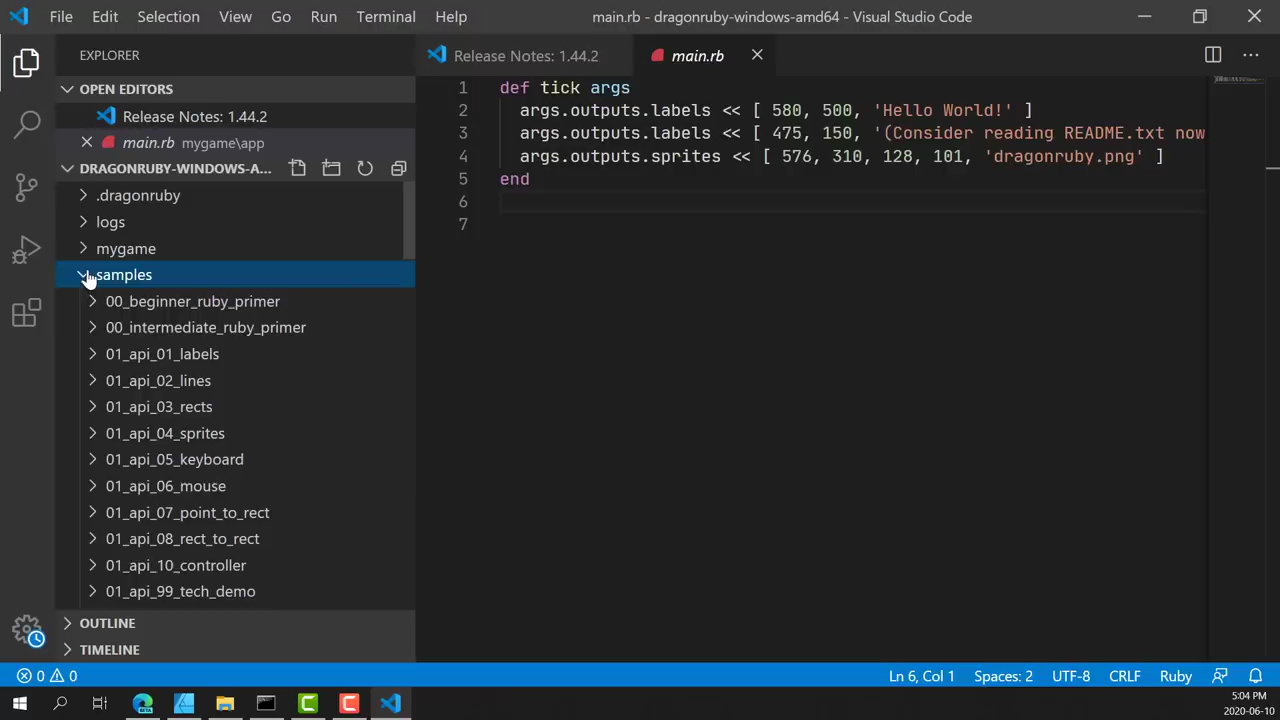 File Edit Selection View Go Run Terminal Help main.rb - dragonruby-windows-amd64 - Visual Studio Code
EXPLORER
Release Notes: 1.44.2 main.rb
OPEN EDITORS
Release Notes: 1.44.2
main.rb mygame\app
DRAGONRUBY-WINDOWS-A...
.dragonruby
logs
mygame
samples
00_beginner_ruby_primer
00_intermediate_ruby_primer
01_api_01_labels
01_api_02_lines
01_api_03_rects
01_api_04_sprites
01_api_05_keyboard
01_api_06_mouse
01_api_07_point_to_rect
01_api_08_rect_to_rect
01_api_10_controller
01_api_99_tech_demo
OUTLINE
TIMELINE
1 def tick args
2 args.outputs.labels << [ 580, 500, 'Hello World!' ]
3 args.outputs.labels << [ 475, 150, '(Consider reading README.txt now
4 args.outputs.sprites << [ 576, 310, 128, 101, 'dragonruby.png' ]
5 end
6
7
0 0 Ln 6, Col 1 Spaces: 2 UTF-8 CRLF Ruby
BETA
5:04 PM
2020-06-10